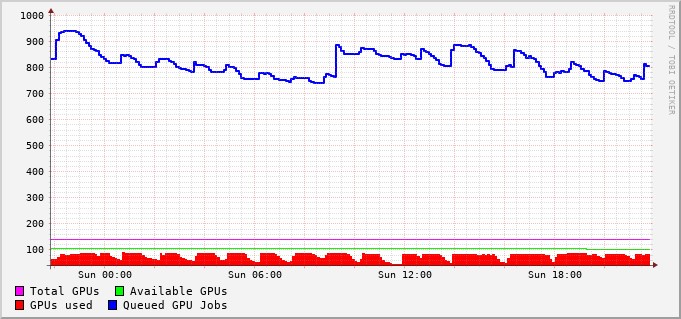 1000
900
800
700
600
500
400
300
200
100
Sun 00:00 Sun 06:00 Sun 12:00 Sun 18:00
Total GPUs Available GPUs
GPUs used Queued GPU Jobs
RRDTOOL / TOBI OETIKER